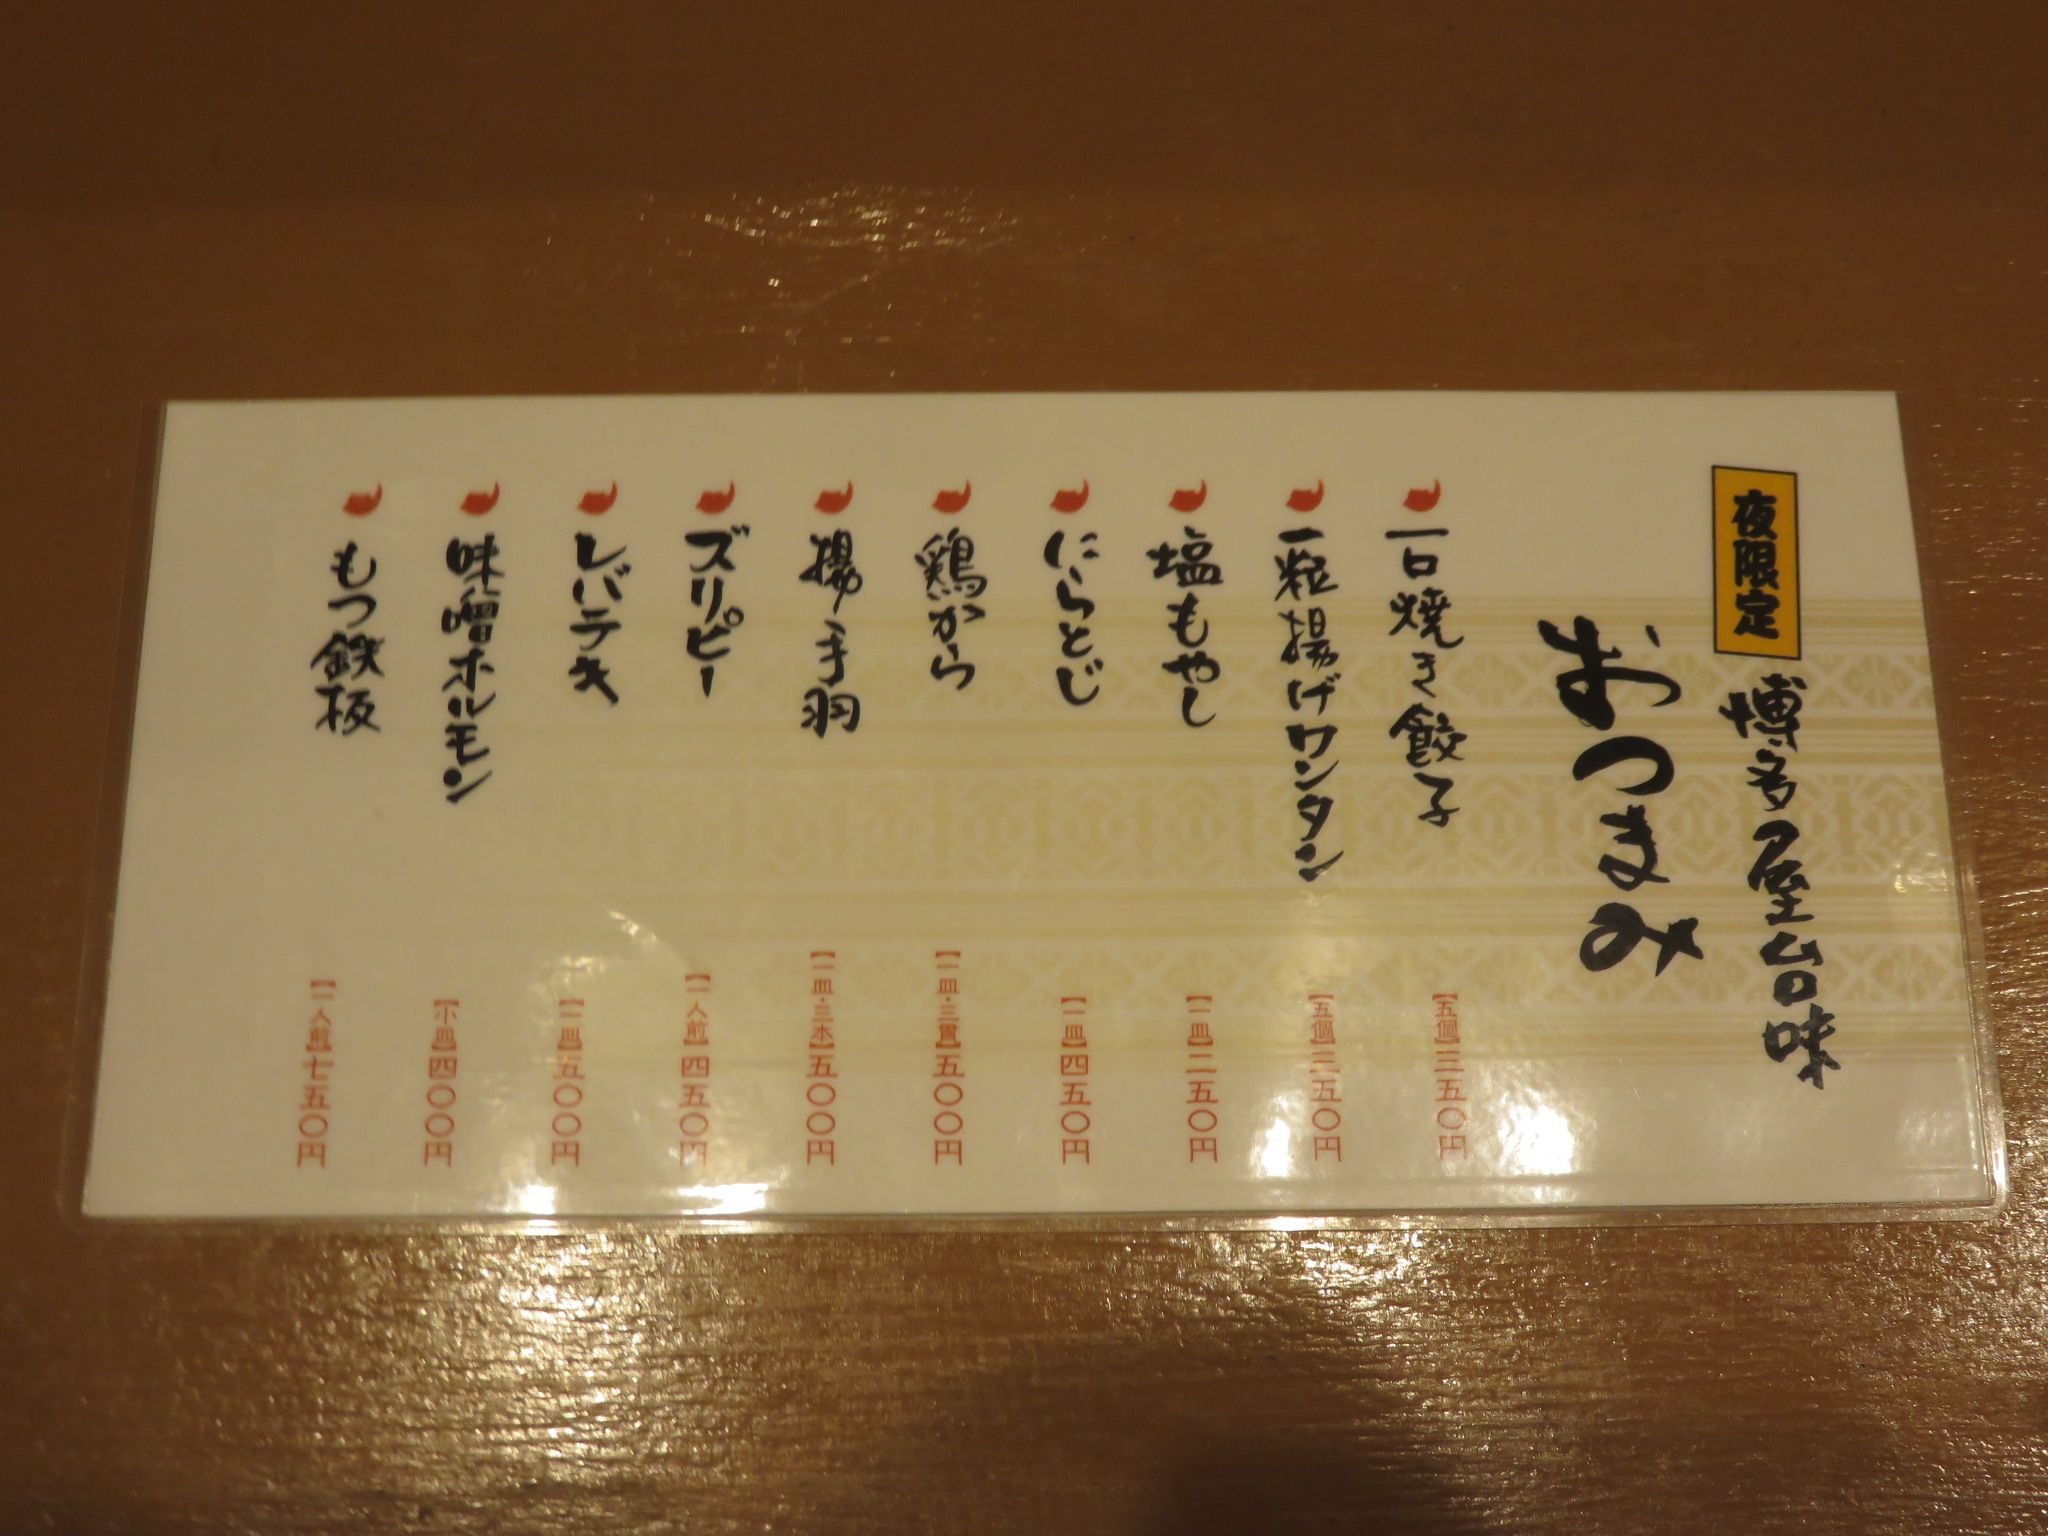 夜限定
博多屋台味
おつまみ
一口焼き餃子
【五個】二五〇円
一粒揚げワンタン
【五個】二五〇円
塩もやし
【一皿】二五〇円
にらとじ
【一皿】四五〇円
鶏から
【一皿・三貫】五〇〇円
揚げ手羽
【一皿・三本】五〇〇円
ズリピー
【一人前】四五〇円
レバテキ
【一皿】五〇〇円
味噌ホルモン
【小皿】四〇〇円
もつ鉄板
【一人前】七五〇円